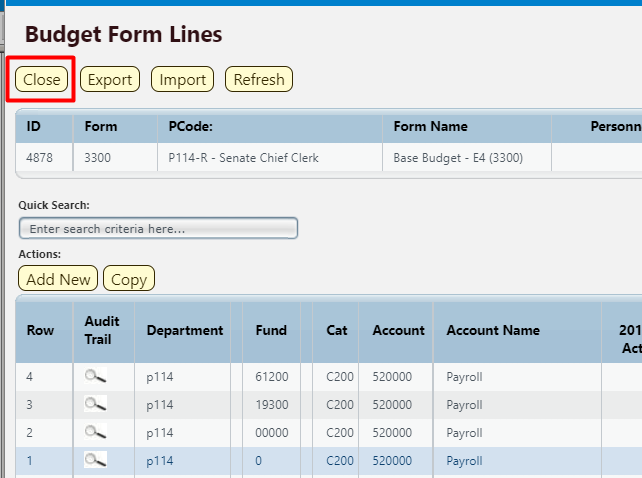 Budget Form Lines
Close Export Import Refresh
ID Form PCode: Form Name Personn
4878 3300 P114-R - Senate Chief Clerk Base Budget - E4 (3300)
Quick Search:
Enter search criteria here...
Actions:
Add New Copy
Row Audit Trail Department Fund Cat Account Account Name 201 Act
4 p114 61200 C200 520000 Payroll
3 p114 19300 C200 520000 Payroll
2 p114 00000 C200 520000 Payroll
1 p114 0 C200 520000 Payroll